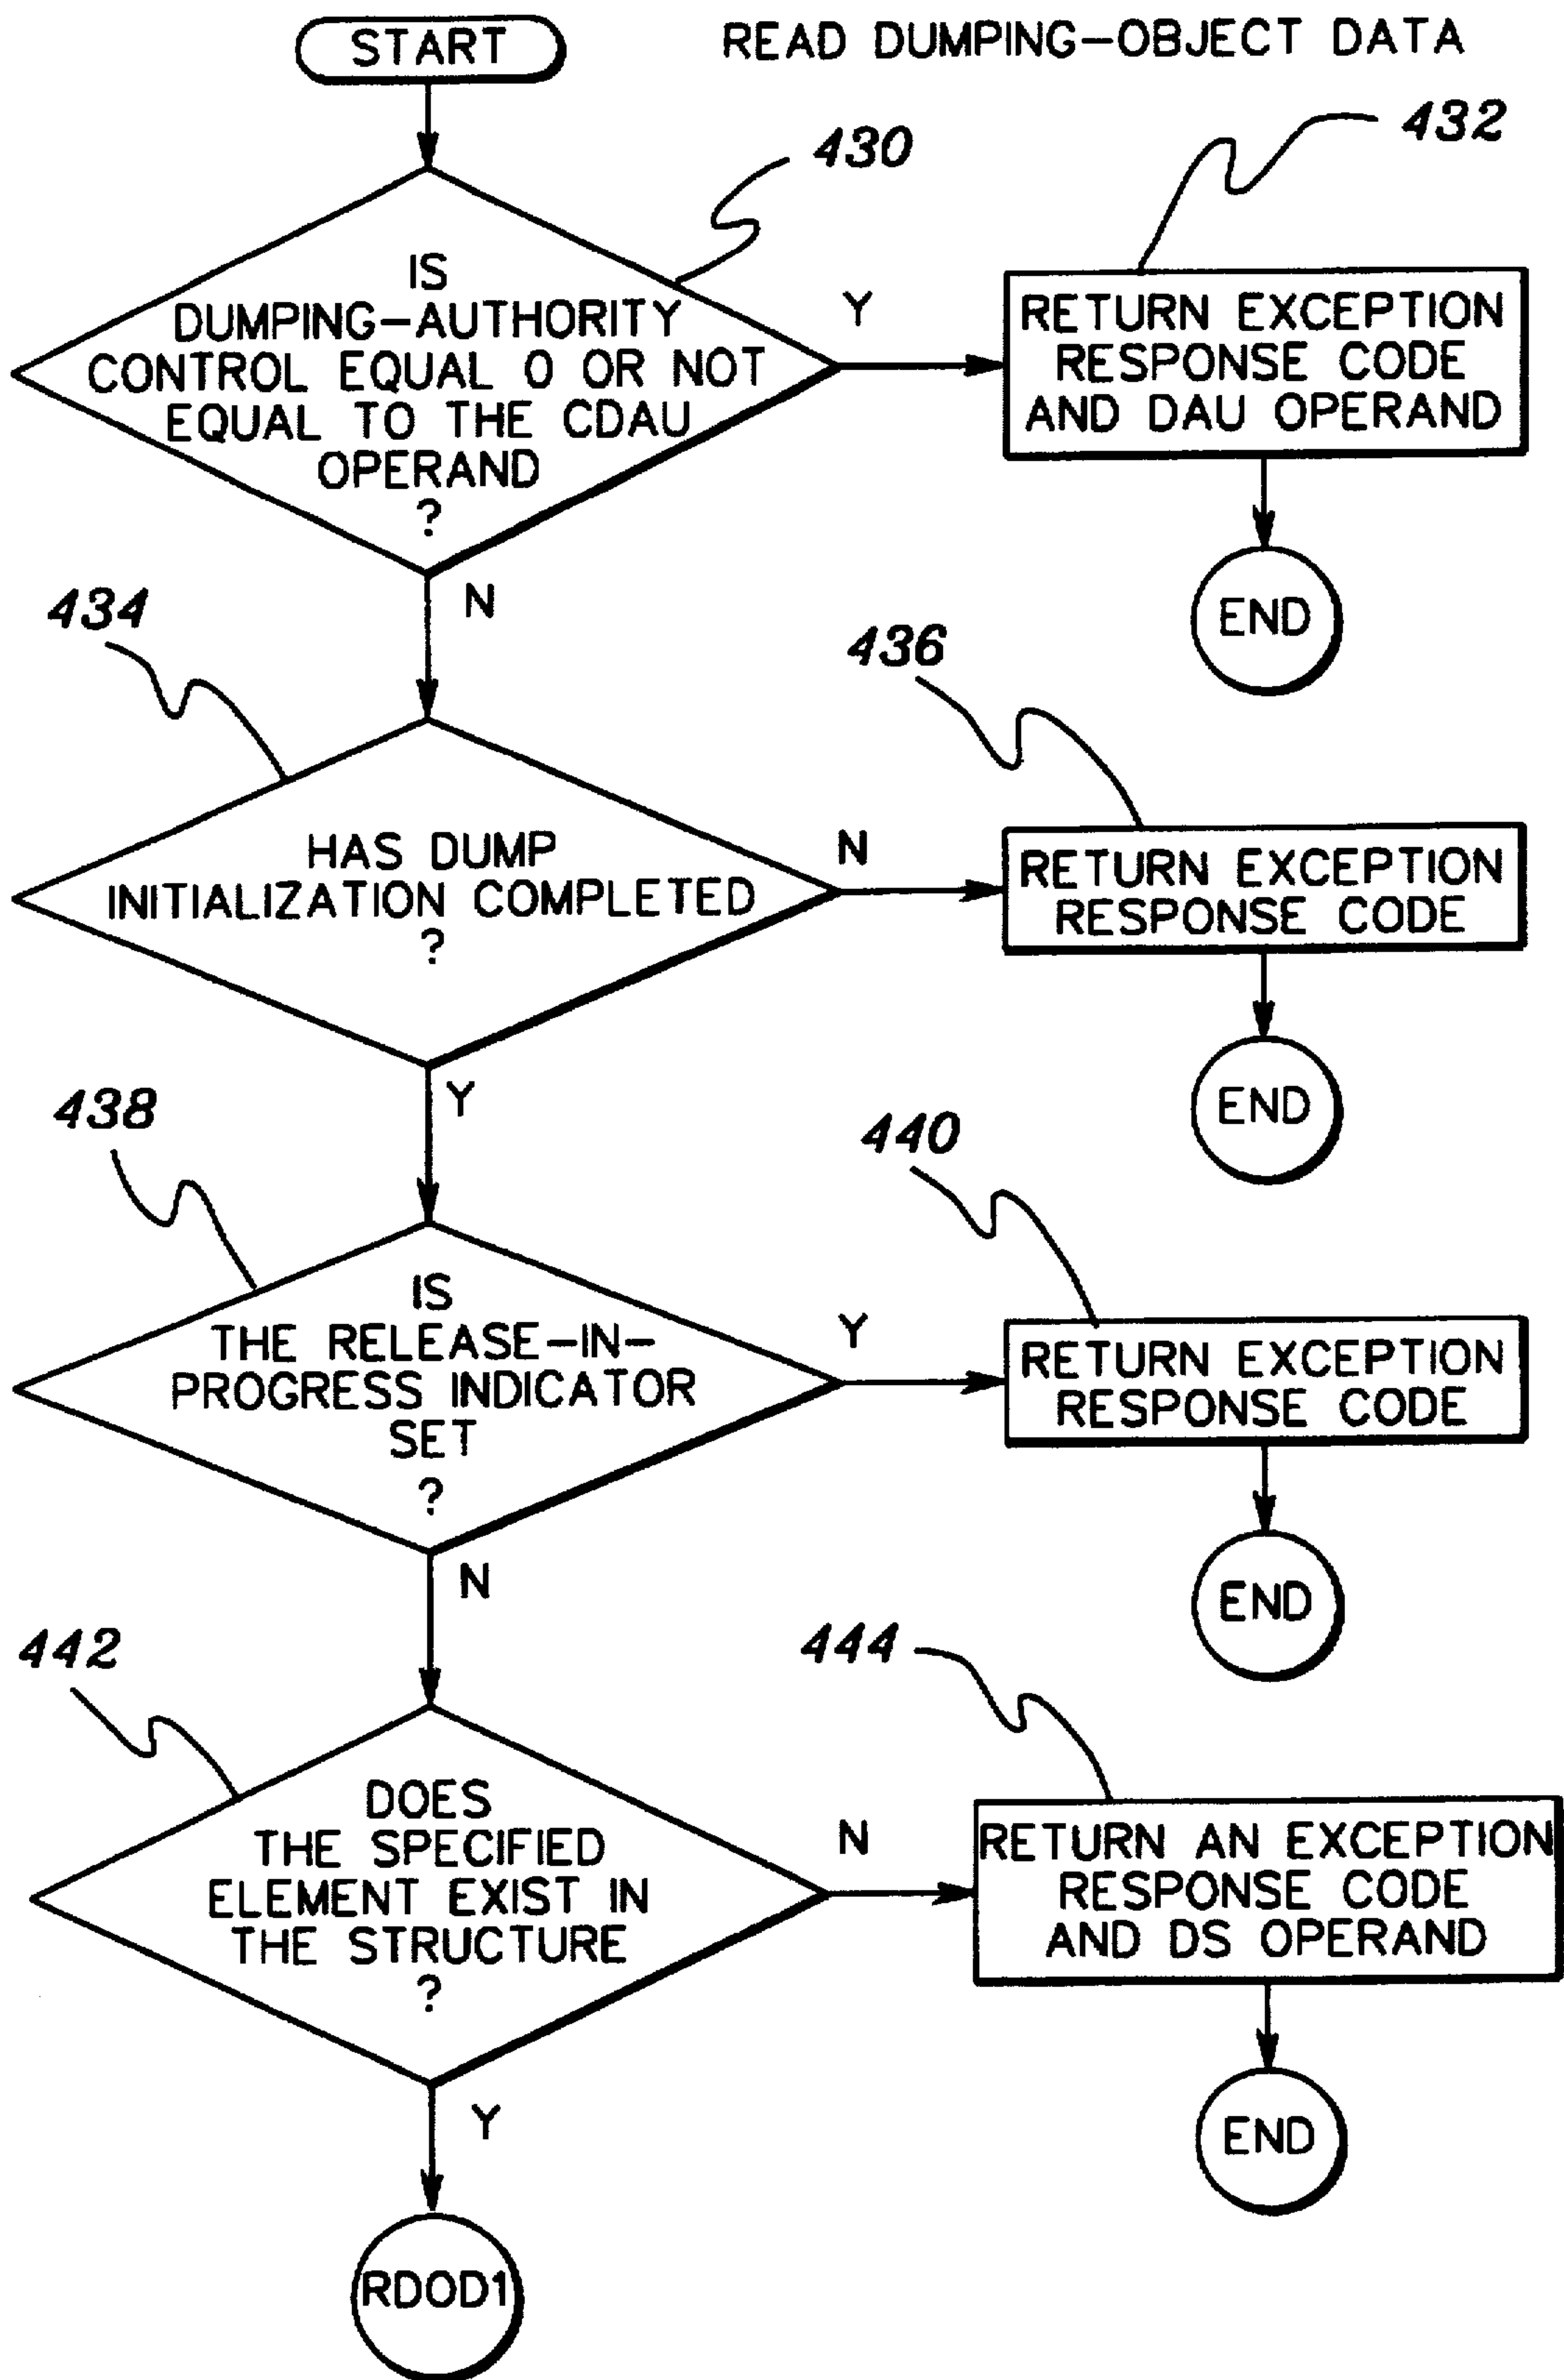 START
READ DUMPING-OBJECT DATA
430
432
IS
DUMPING-AUTHORITY
CONTROL EQUAL 0 OR NOT
EQUAL TO THE CDAU
OPERAND
?
Y
RETURN EXCEPTION
RESPONSE CODE
AND DAU OPERAND
END
N
434
436
HAS DUMP
INITIALIZATION COMPLETED
?
N
RETURN EXCEPTION
RESPONSE CODE
END
Y
438
440
IS
THE RELEASE-IN-
PROGRESS INDICATOR
SET
?
Y
RETURN EXCEPTION
RESPONSE CODE
END
N
442
444
DOES
THE SPECIFIED
ELEMENT EXIST IN
THE STRUCTURE
?
N
RETURN AN EXCEPTION
RESPONSE CODE
AND DS OPERAND
END
Y
RDOD1